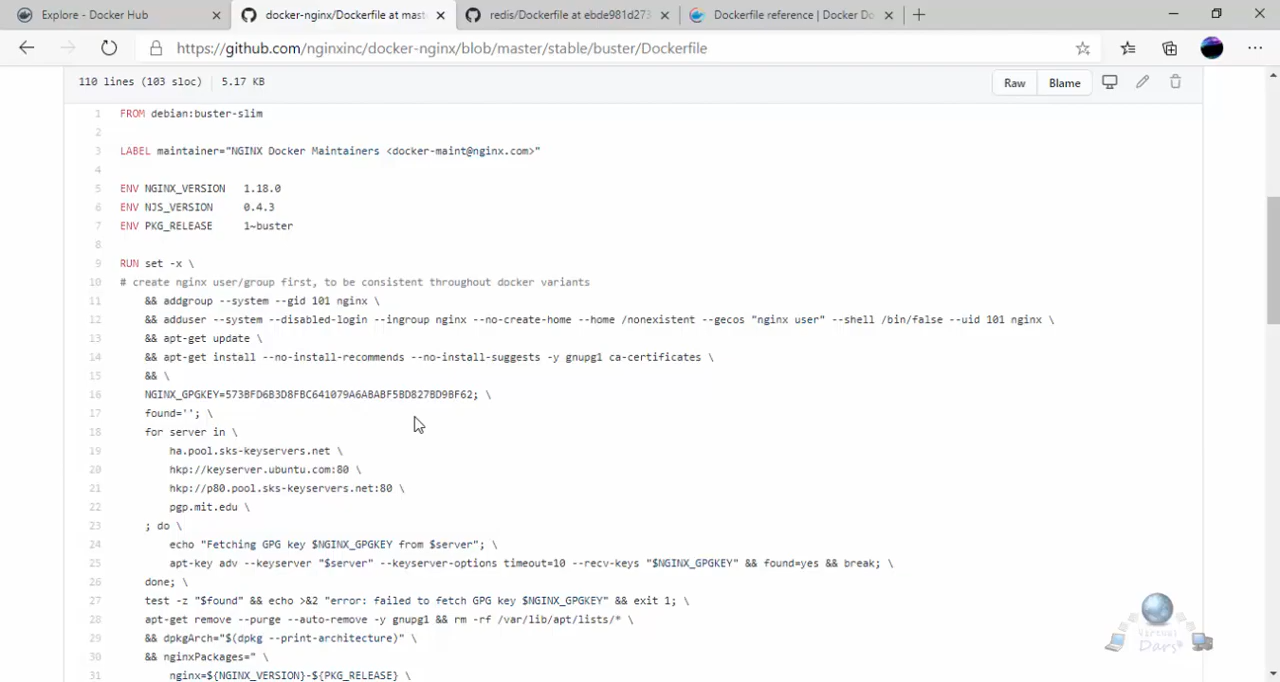 Explore - Docker Hub
docker-nginx/Dockerfile at mast
redis/Dockerfile at ebde981d273
Dockerfile reference | Docker Do
https://github.com/nginxinc/docker-nginx/blob/master/stable/buster/Dockerfile
110 lines (103 sloc) 5.17 KB
Raw Blame
1 FROM debian:buster-slim
2
3 LABEL maintainer="NGINX Docker Maintainers <docker-maint@nginx.com>"
4
5 ENV NGINX_VERSION 1.18.0
6 ENV NJS_VERSION 0.4.3
7 ENV PKG_RELEASE 1~buster
8
9 RUN set -x \
10 # create nginx user/group first, to be consistent throughout docker variants
11 && addgroup --system --gid 101 nginx \
12 && adduser --system --disabled-login --ingroup nginx --no-create-home --home /nonexistent --gecos "nginx user" --shell /bin/false --uid 101 nginx \
13 && apt-get update \
14 && apt-get install --no-install-recommends --no-install-suggests -y gnupg1 ca-certificates \
15 && \
16 NGINX_GPGKEY=573BFD6B3D8FBC641079A6ABABF5BD827BD9BF62; \
17 found=''; \
18 for server in \
19 ha.pool.sks-keyservers.net \
20 hkp://keyserver.ubuntu.com:80 \
21 hkp://p80.pool.sks-keyservers.net:80 \
22 pgp.mit.edu \
23 ; do \
24 echo "Fetching GPG key $NGINX_GPGKEY from $server"; \
25 apt-key adv --keyserver "$server" --keyserver-options timeout=10 --recv-keys "$NGINX_GPGKEY" && found=yes && break; \
26 done; \
27 test -z "$found" && echo >&2 "error: failed to fetch GPG key $NGINX_GPGKEY" && exit 1; \
28 apt-get remove --purge --auto-remove -y gnupg1 && rm -rf /var/lib/apt/lists/* \
29 && dpkgArch="$(dpkg --print-architecture)" \
30 && nginxPackages=" \
31 nginx=${NGINX_VERSION}-${PKG_RELEASE} \
Virtual
Dars®